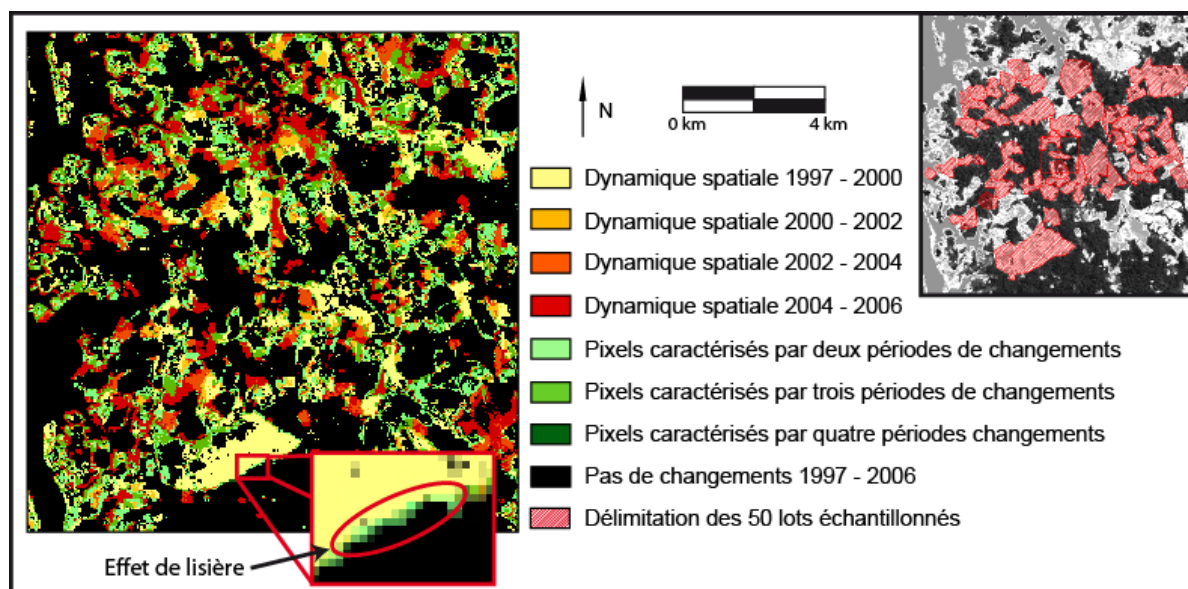 N
0 km 4 km
Dynamique spatiale 1997 - 2000
Dynamique spatiale 2000 - 2002
Dynamique spatiale 2002 - 2004
Dynamique spatiale 2004 - 2006
Pixels caractérisés par deux périodes de changements
Pixels caractérisés par trois périodes de changements
Pixels caractérisés par quatre périodes changements
Pas de changements 1997 - 2006
Délimitation des 50 lots échantillonnés
Effet de lisière